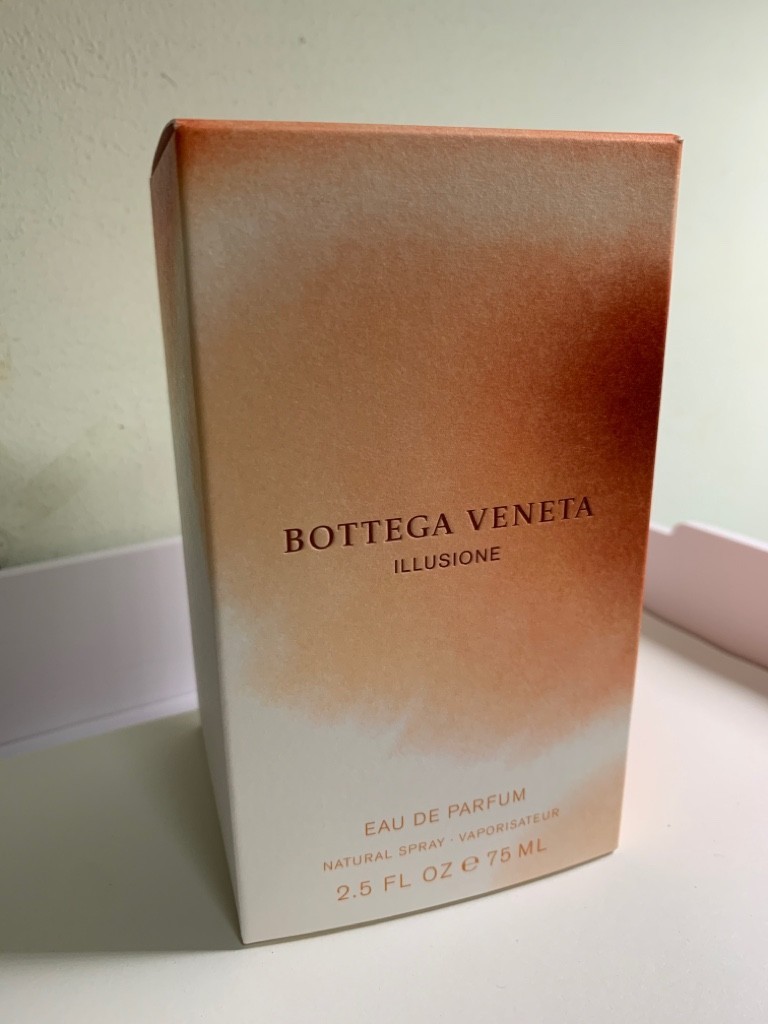 BOTTEGA VENETA
ILLUSIONE
EAU DE PARFUM
NATURAL SPRAY · VAPORISATEUR
2.5 FL OZ ℮ 75 ML